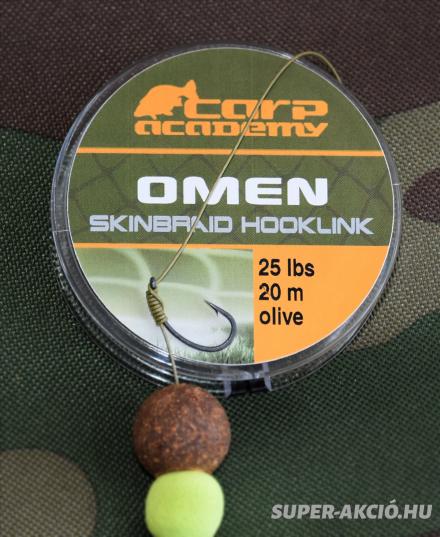 carp
academy
OMEN
SKINBRAID HOOKLINK
25 lbs
20 m
olive
SUPER-AKCIÓ.HU